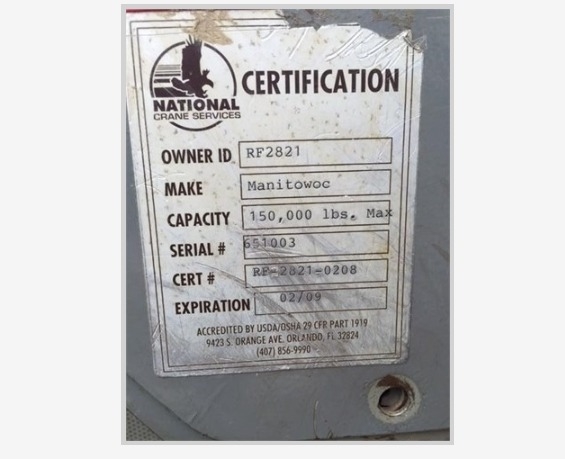 NATIONAL
CRANE SERVICES
CERTIFICATION
OWNER ID RF2821
MAKE Manitowoc
CAPACITY 150,000 lbs. Max
SERIAL # 651003
CERT # RF-2821-0208
EXPIRATION 02/09
ACCREDITED BY USDA/OSHA 29 CFR PART 1919
9423 S. ORANGE AVE. ORLANDO, FL 32824
(407) 856-9990